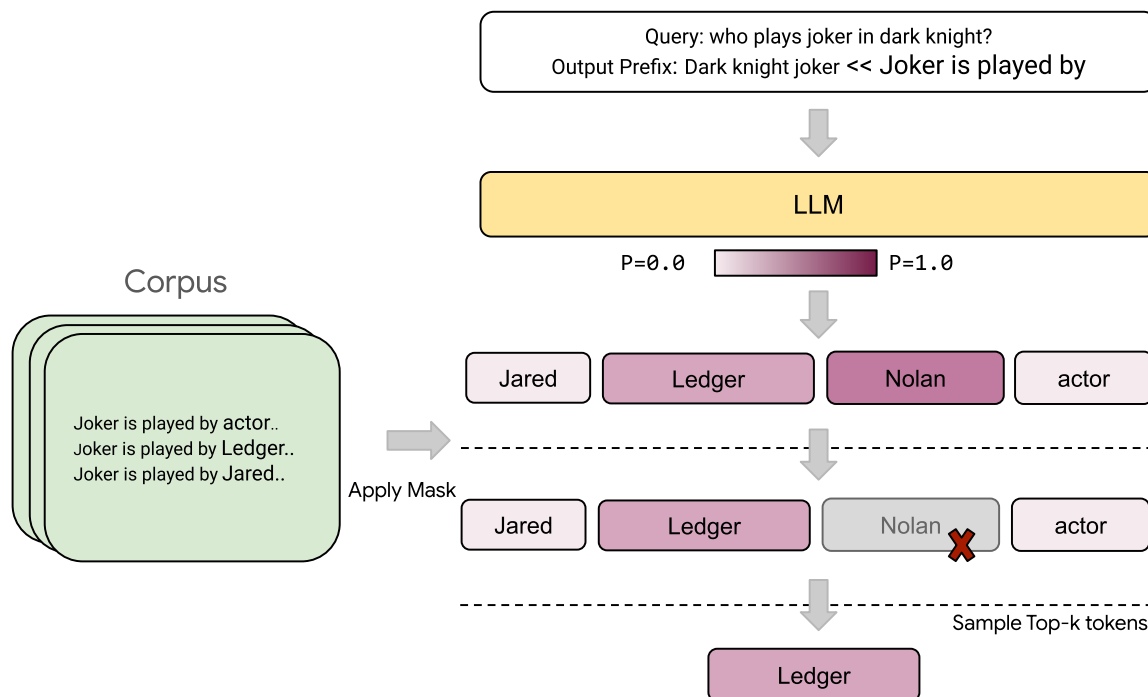 Query: who plays joker in dark knight?
Output Prefix: Dark knight joker << Joker is played by
LLM
P=0.0
P=1.0
Corpus
Jared
Ledger
Nolan
actor
Joker is played by actor..
Joker is played by Ledger..
Joker is played by Jared..
Apply Mask
Jared
Ledger
Nolan
actor
Sample Top-k tokens
Ledger